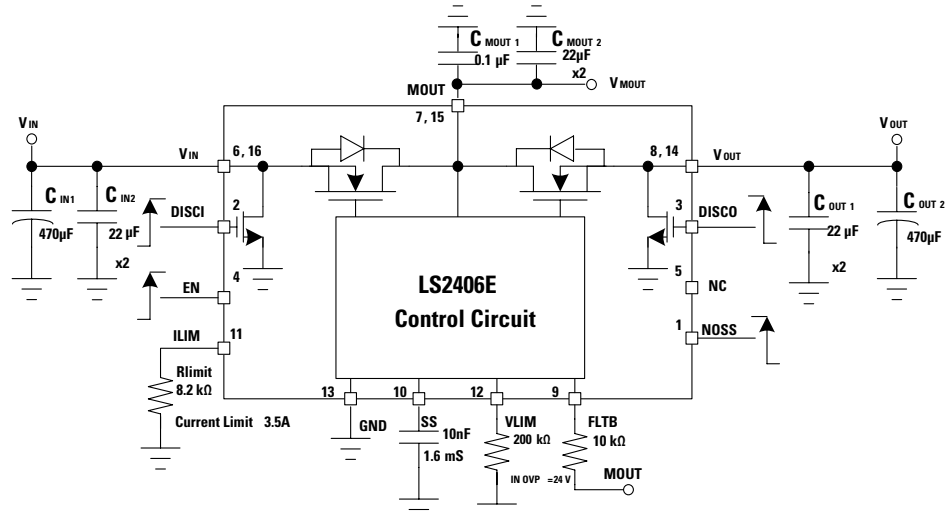 C MOUT 1
0.1 µF
C MOUT 2
22µF
x2
V MOUT
MOUT
7, 15
V IN
V IN
6 , 16
8, 14
V OUT
V OUT
C IN1
470µF
C IN2
22 µF
x2
DISCI
2
4
EN
ILIM
11
Rlimit
8.2 kΩ
Current Limit 3.5A
LS2406E
Control Circuit
3
DISCO
5
NC
1
NOSS
C OUT 1
22 µF
x2
C OUT 2
470µF
13
10
12
9
GND
SS
10nF
1.6 mS
VLIM
200 kΩ
IN OVP =24 V
FLTB
10 kΩ
MOUT